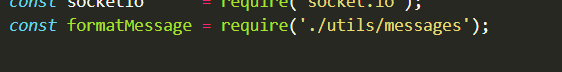 const socketio      = require('socket.io');
const formatMessage = require('./utils/messages');